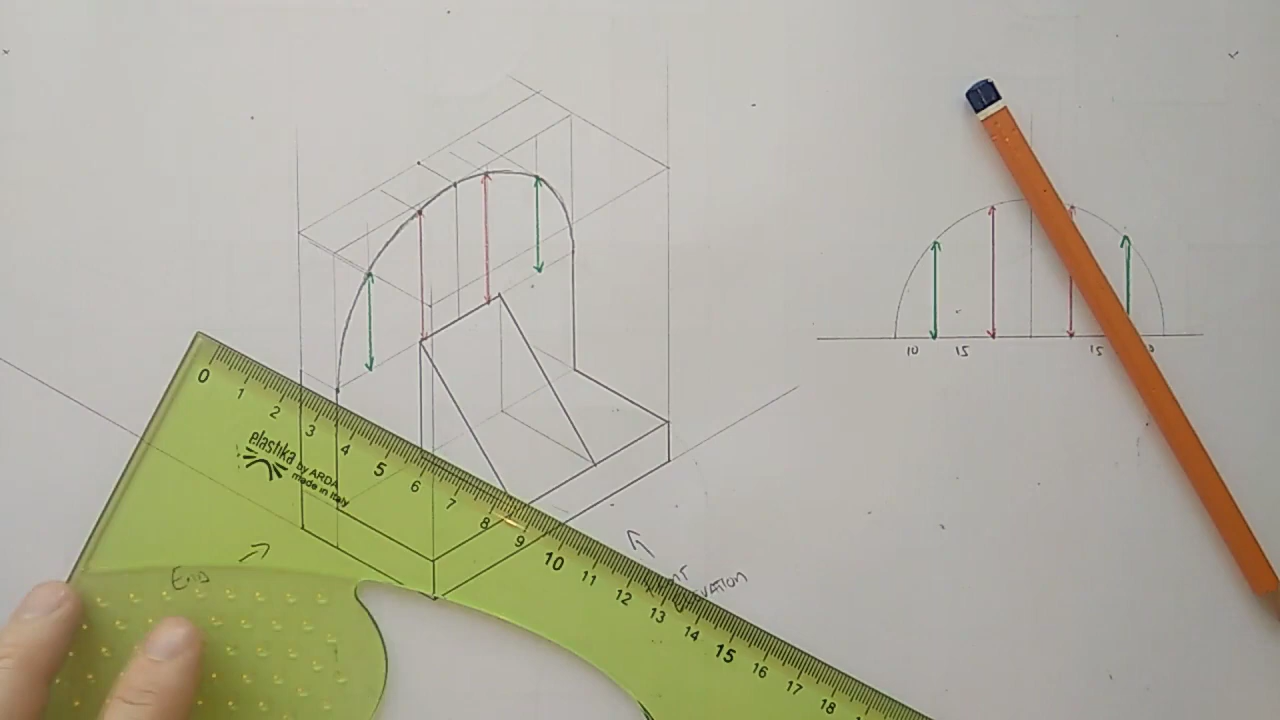 10 15 15
0 1 2 3 4 5 6 7 8 9 10 11 12 13 14 15 16 17 18
elastika
by ARDA
made in italy
End